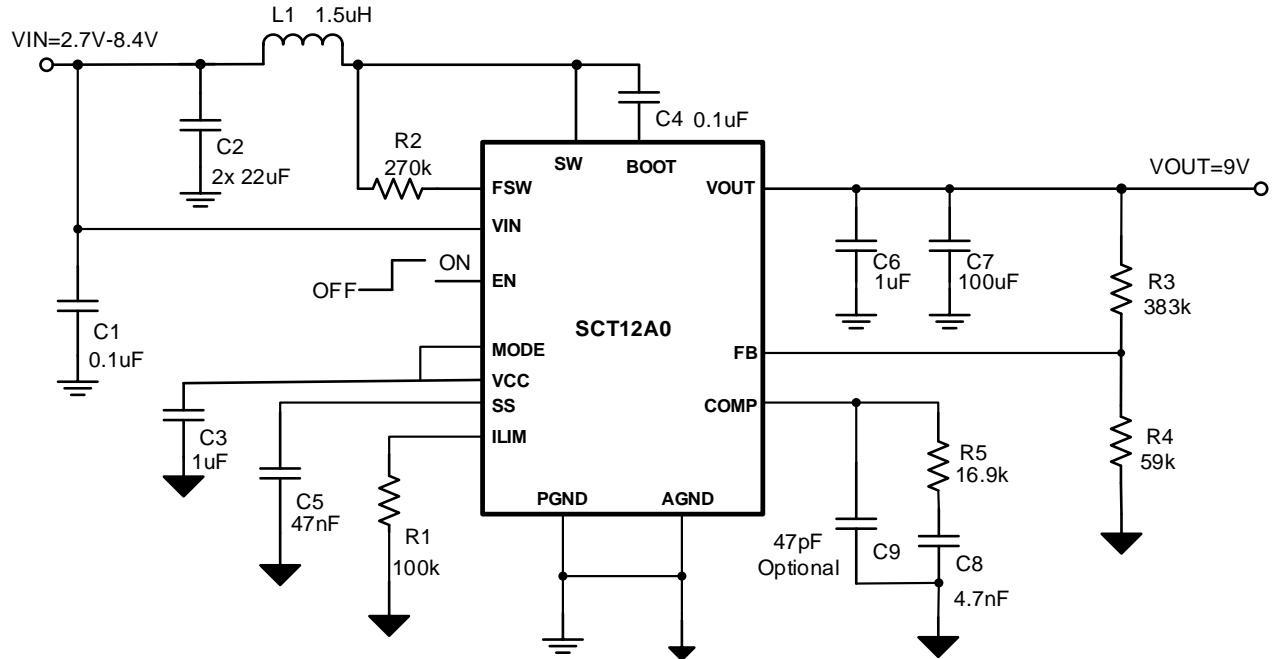 L1 1.5uH
VIN=2.7V-8.4V
C2
2x 22uF
R2
270k
C4 0.1uF
SW
BOOT
FSW
VOUT
VOUT=9V
VIN
ON
OFF
EN
C6
1uF
C7
100uF
R3
383k
C1
0.1uF
SCT12A0
MODE
FB
VCC
SS
COMP
ILIM
C3
1uF
C5
47nF
R1
100k
R5
16.9k
R4
59k
PGND
AGND
47pF
Optional
C9
C8
4.7nF